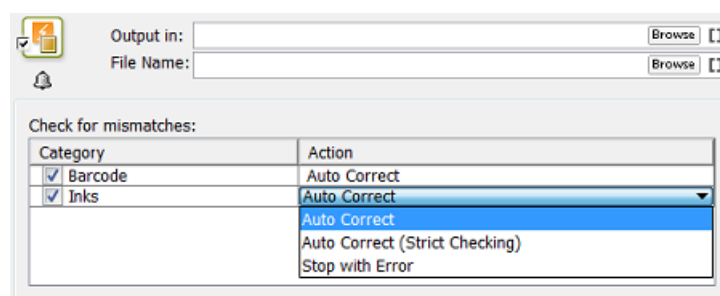 Output in: Browse []
File Name: Browse []
Check for mismatches:
Category Action
Barcode Auto Correct
Inks Auto Correct
Auto Correct
Auto Correct (Strict Checking)
Stop with Error